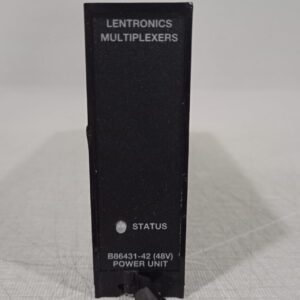 LENTRONICS
MULTIPLEXERS
STATUS
B86431-42 (48V)
POWER UNIT